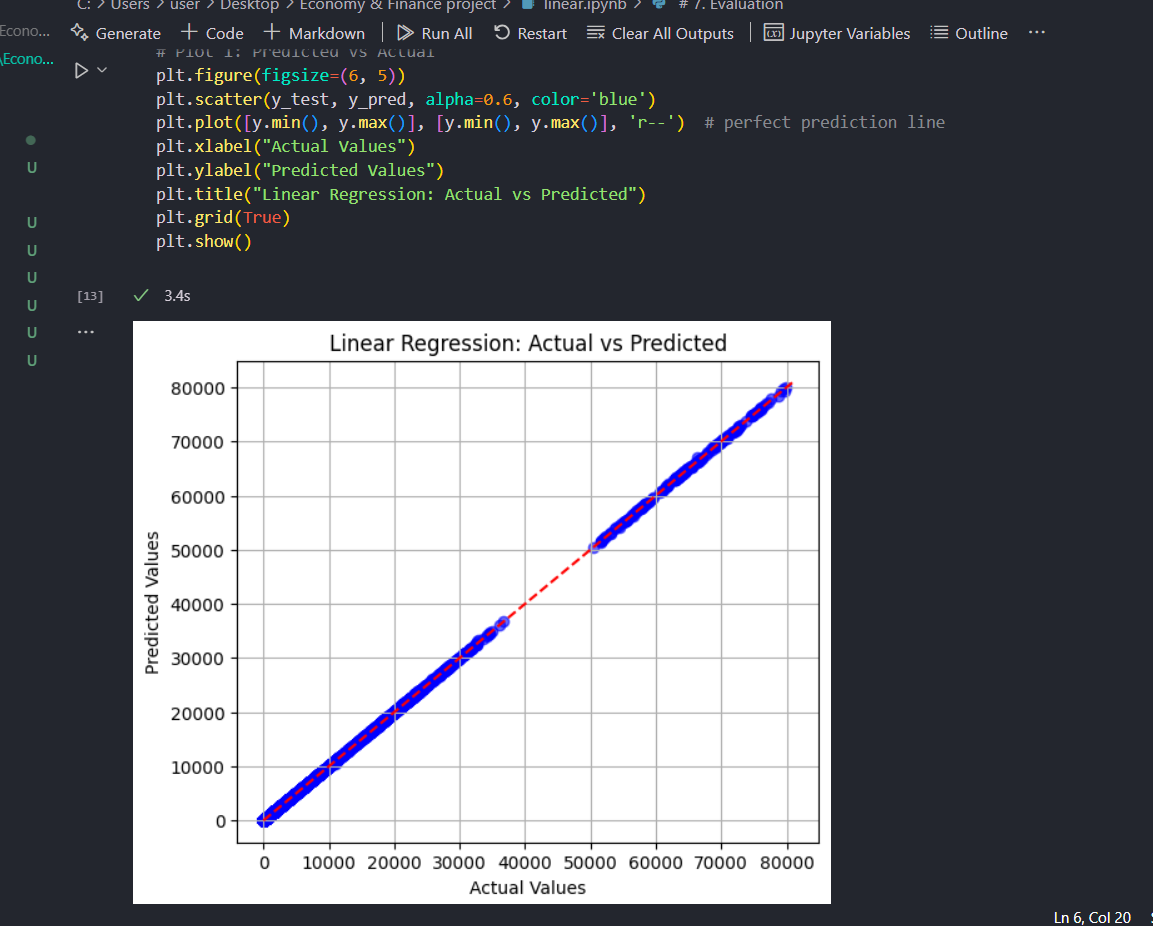 C: > Users > user > Desktop > Economy & Finance project > linear.ipynb > # 7. Evaluation
Econo...
Generate + Code + Markdown Run All Restart Clear All Outputs Jupyter Variables Outline ...
\Econo...
# Plot 1: Predicted vs Actual
plt.figure(figsize=(6, 5))
plt.scatter(y_test, y_pred, alpha=0.6, color='blue')
plt.plot([y.min(), y.max()], [y.min(), y.max()], 'r--')  # perfect prediction line
plt.xlabel("Actual Values")
plt.ylabel("Predicted Values")
plt.title("Linear Regression: Actual vs Predicted")
plt.grid(True)
plt.show()
U
U
U
U
U
U
U
[13] ✓ 3.4s
...
Linear Regression: Actual vs Predicted
Predicted Values
80000
70000
60000
50000
40000
30000
20000
10000
0
0 10000 20000 30000 40000 50000 60000 70000 80000
Actual Values
Ln 6, Col 20